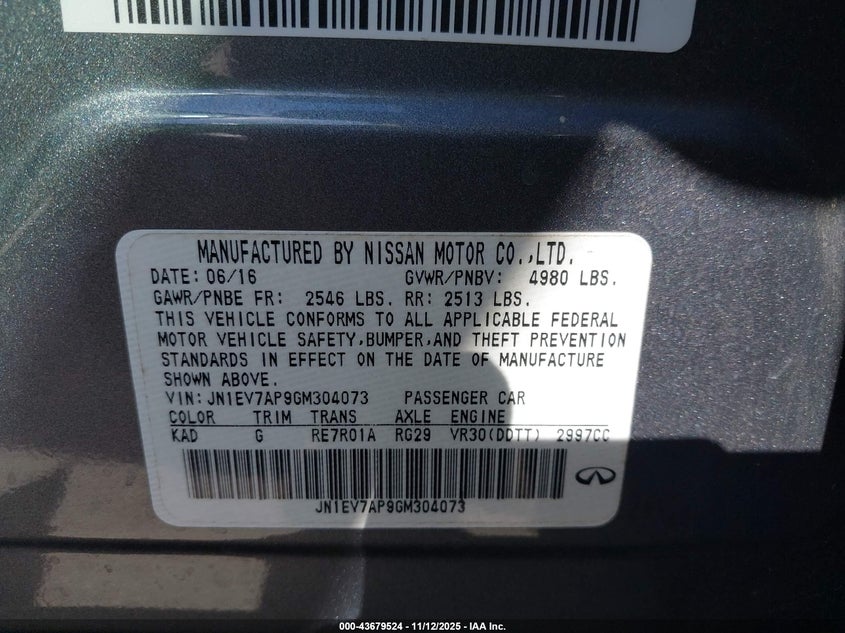 MANUFACTURED BY NISSAN MOTOR CO.,LTD.
DATE: 06/16 GVWR/PNBV: 4980 LBS.
GAWR/PNBE FR: 2546 LBS. RR: 2513 LBS.
THIS VEHICLE CONFORMS TO ALL APPLICABLE FEDERAL
MOTOR VEHICLE SAFETY,BUMPER,AND THEFT PREVENTION
STANDARDS IN EFFECT ON THE DATE OF MANUFACTURE
SHOWN ABOVE.
VIN: JN1EV7AP9GM304073 PASSENGER CAR
COLOR TRIM TRANS AXLE ENGINE
KAD G RE7R01A RG29 VR30(DDTT) 2997CC
JN1EV7AP9GM304073
000-43679524 - 11/12/2025 - IAA Inc.